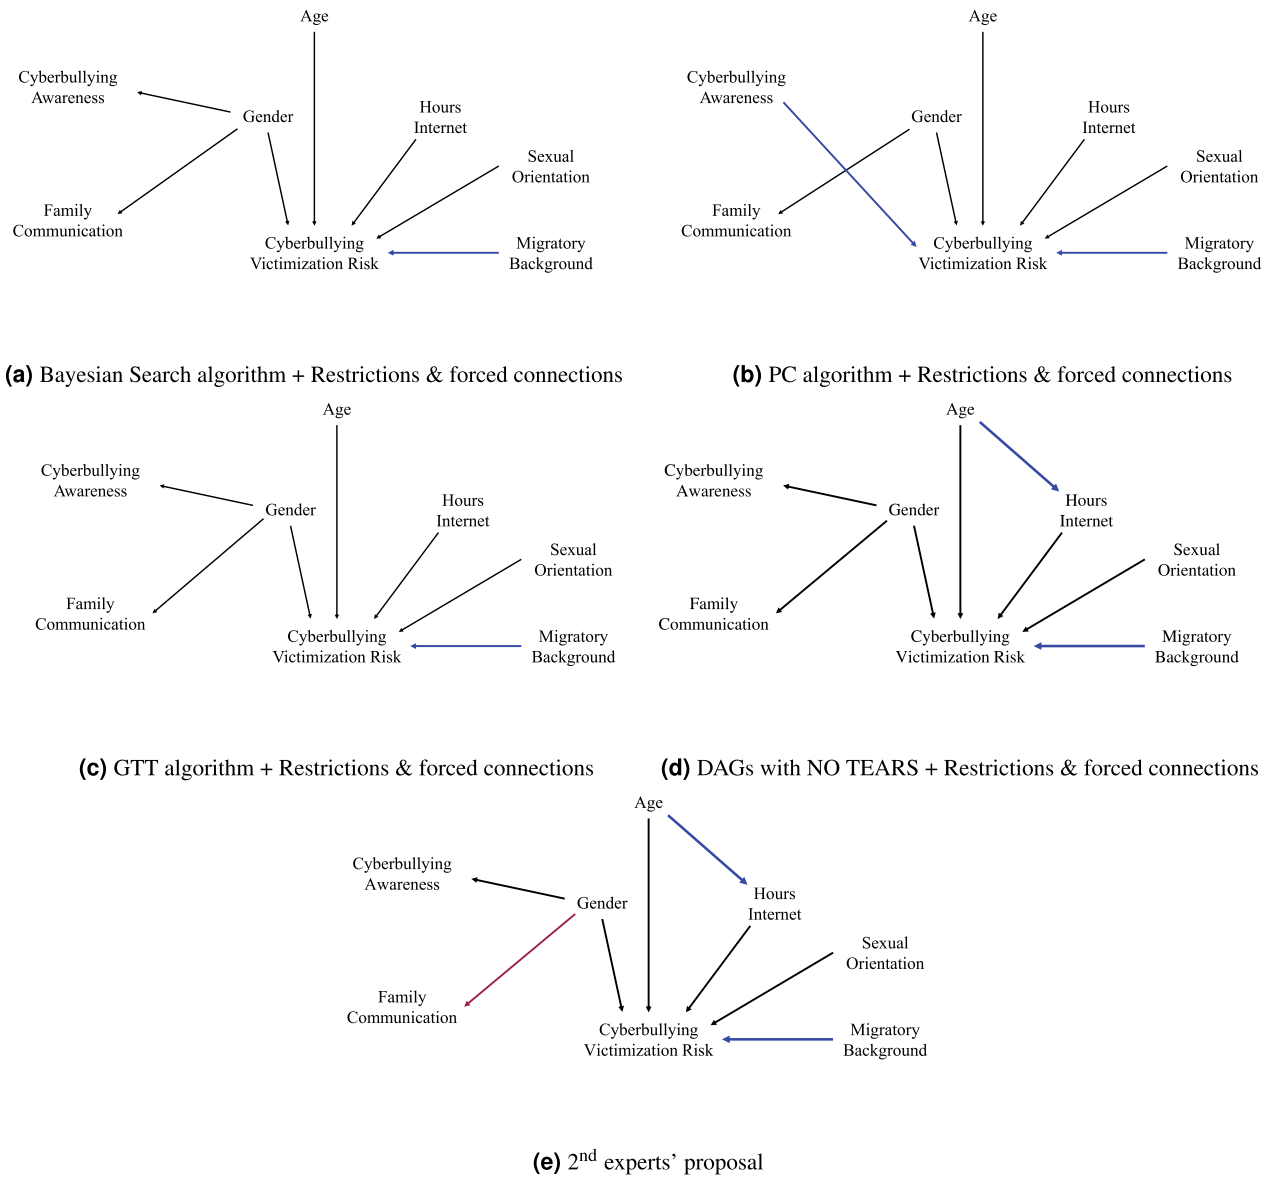 Age
Cyberbullying
Awareness
Gender
Hours
Internet
Sexual
Orientation
Family
Communication
Cyberbullying
Victimization Risk
Migratory
Background
(a) Bayesian Search algorithm + Restrictions & forced connections
Age
Cyberbullying
Awareness
Gender
Hours
Internet
Sexual
Orientation
Family
Communication
Cyberbullying
Victimization Risk
Migratory
Background
(b) PC algorithm + Restrictions & forced connections
Age
Cyberbullying
Awareness
Gender
Hours
Internet
Sexual
Orientation
Family
Communication
Cyberbullying
Victimization Risk
Migratory
Background
(c) GTT algorithm + Restrictions & forced connections
Age
Cyberbullying
Awareness
Gender
Hours
Internet
Sexual
Orientation
Family
Communication
Cyberbullying
Victimization Risk
Migratory
Background
(d) DAGs with NO TEARS + Restrictions & forced connections
Age
Cyberbullying
Awareness
Gender
Hours
Internet
Sexual
Orientation
Family
Communication
Cyberbullying
Victimization Risk
Migratory
Background
(e) 2nd experts’ proposal